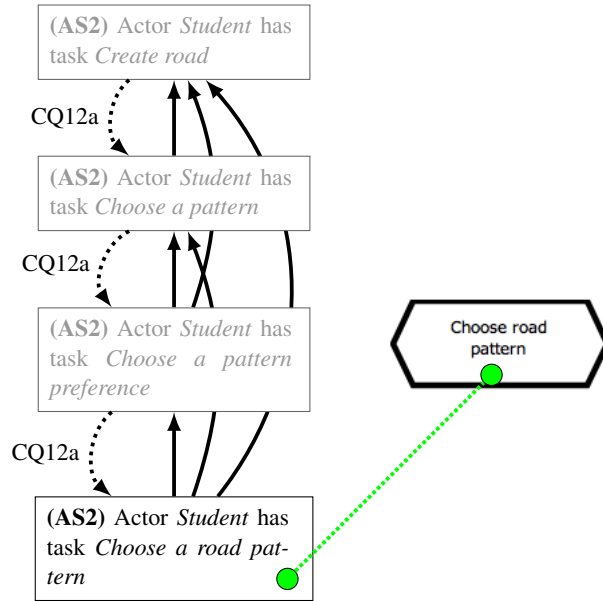 (AS2) Actor Student has
task Create road
CQ12a
(AS2) Actor Student has
task Choose a pattern
CQ12a
(AS2) Actor Student has
task Choose a pattern
preference
Choose road
pattern
CQ12a
(AS2) Actor Student has
task Choose a road pat-
tern